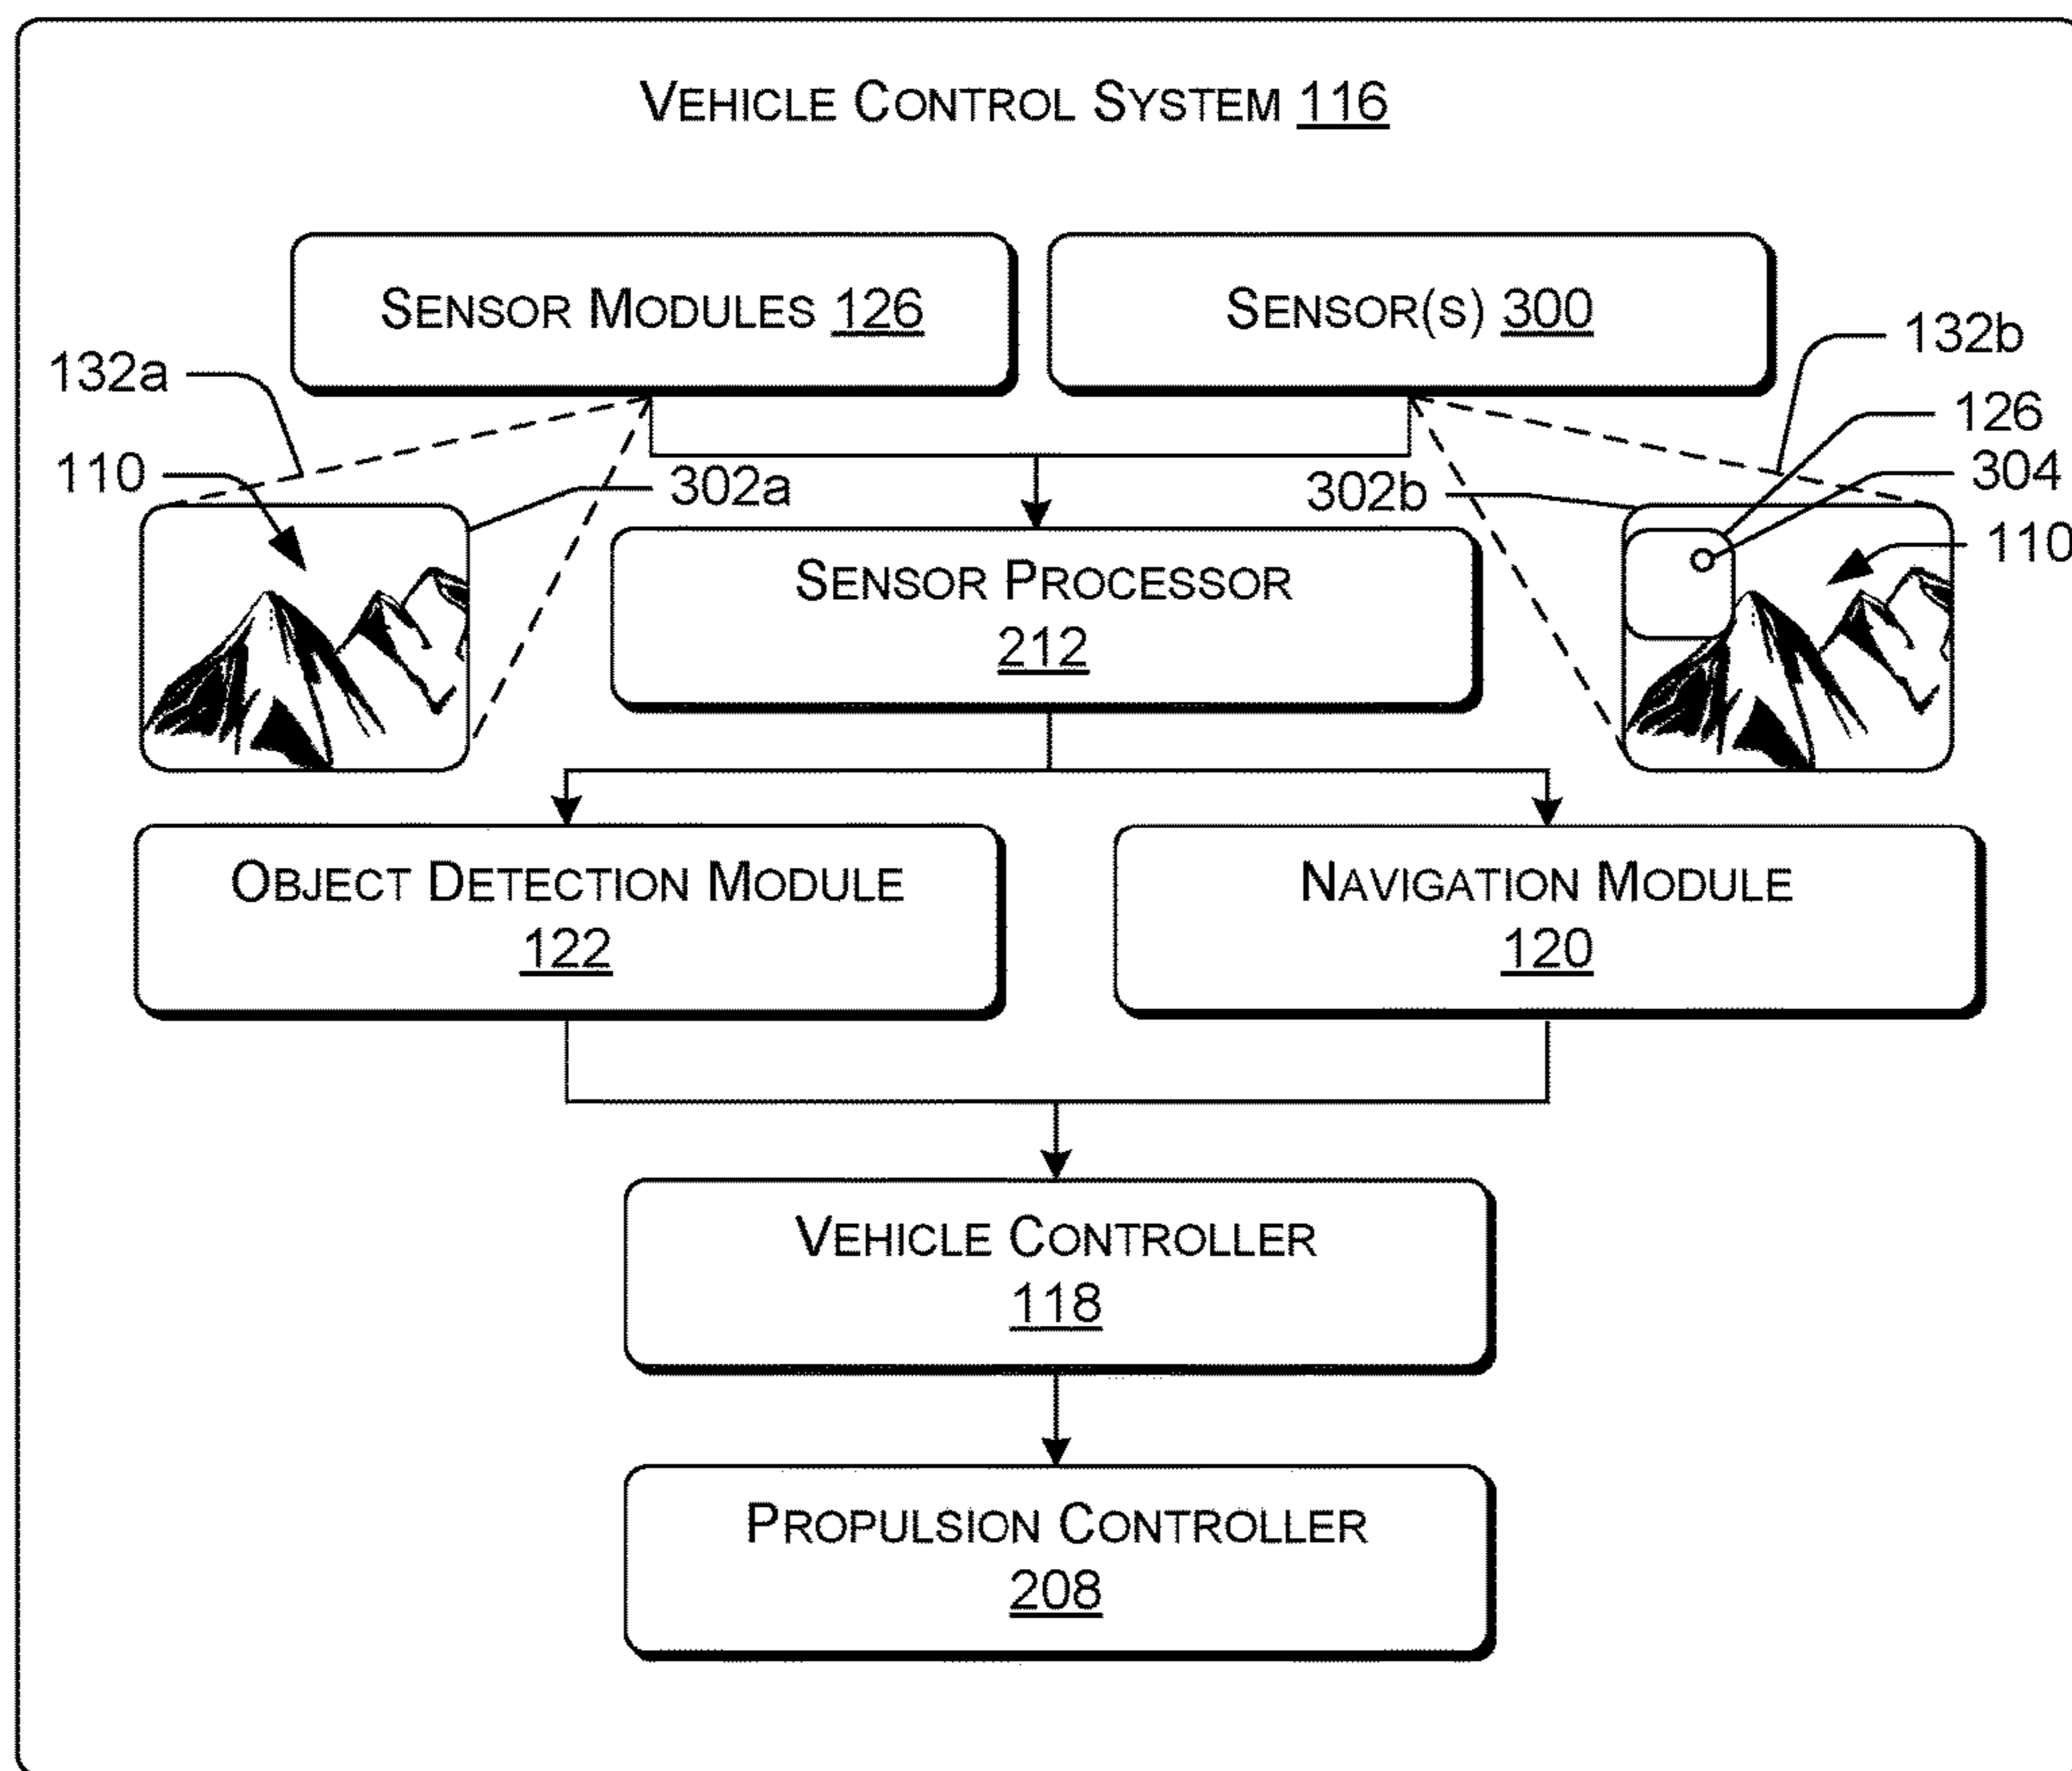 VEHICLE CONTROL SYSTEM 116
SENSOR MODULES 126
SENSOR(S) 300
132a
132b
126
110
302a
302b
304
110
SENSOR PROCESSOR
212
OBJECT DETECTION MODULE
122
NAVIGATION MODULE
120
VEHICLE CONTROLLER
118
PROPULSION CONTROLLER
208